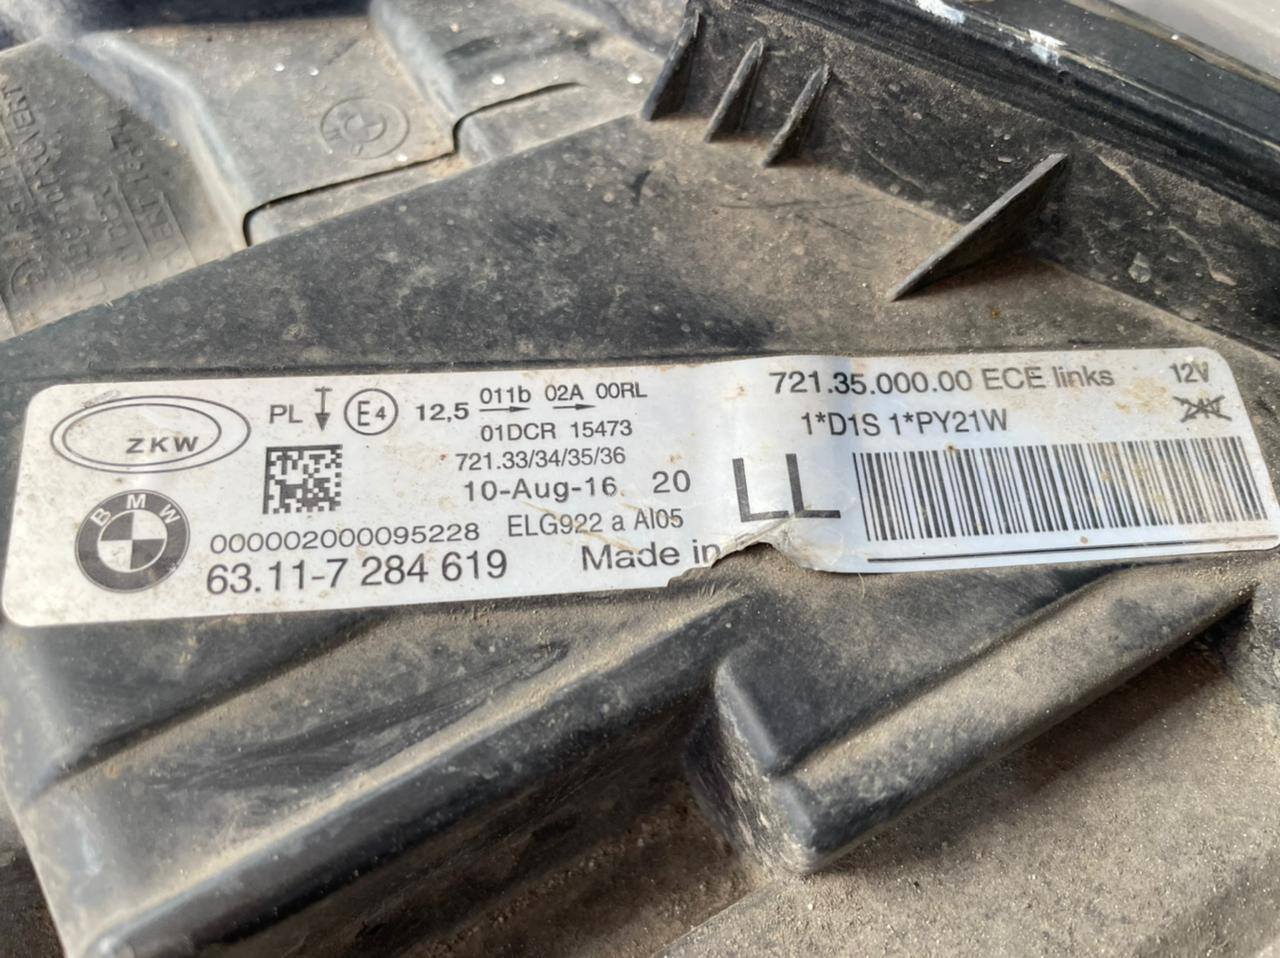 ZKW
PL E4 12,5 011b 02A 00RL
01DCR 15473
721.33/34/35/36
10-Aug-16 20
000002000095228 ELG922 a AI05
63.11-7 284 619 Made in
BMW
721.35.000.00 ECE links 12V
1*D1S 1*PY21W
LL